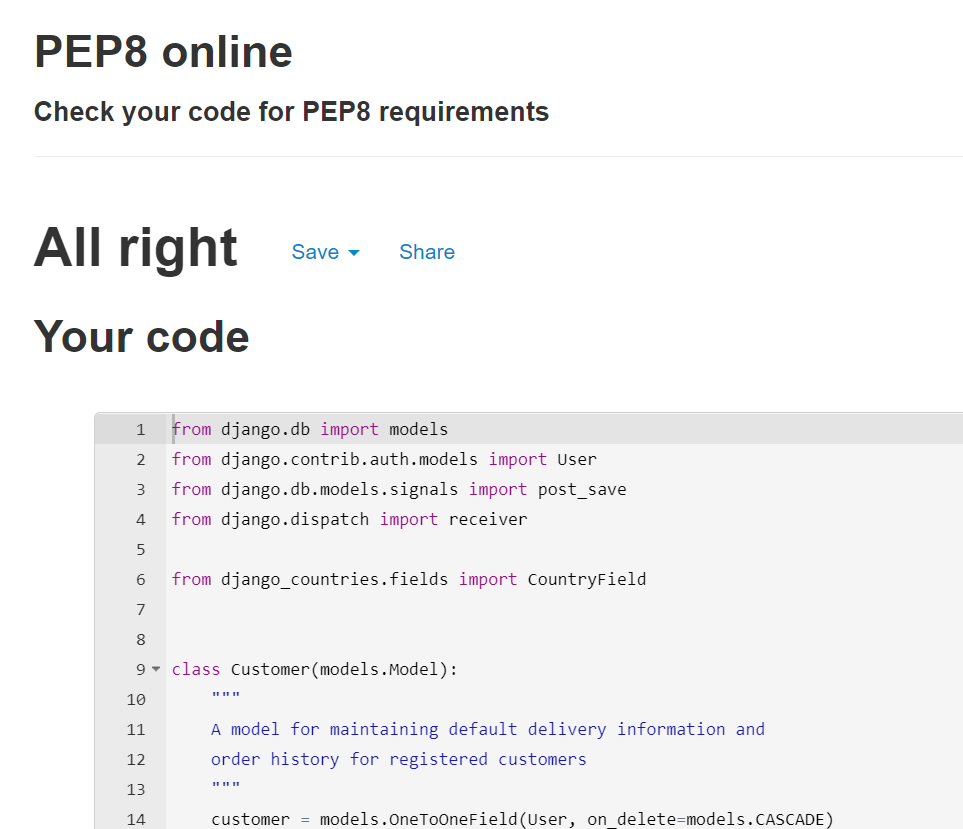 PEP8 online
Check your code for PEP8 requirements
All right Save Share
Your code
1 from django.db import models
2 from django.contrib.auth.models import User
3 from django.db.models.signals import post_save
4 from django.dispatch import receiver
5
6 from django_countries.fields import CountryField
7
8
9 class Customer(models.Model):
10 """
11 A model for maintaining default delivery information and
12 order history for registered customers
13 """
14 customer = models.OneToOneField(User, on_delete=models.CASCADE)